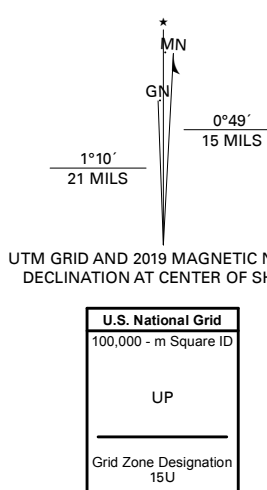 ★
MN
GN
0°49´
15 MILS
1°10´
21 MILS
UTM GRID AND 2019 MAGNETIC N
DECLINATION AT CENTER OF SH
U.S. National Grid
100,000 - m Square ID
UP
Grid Zone Designation
15U